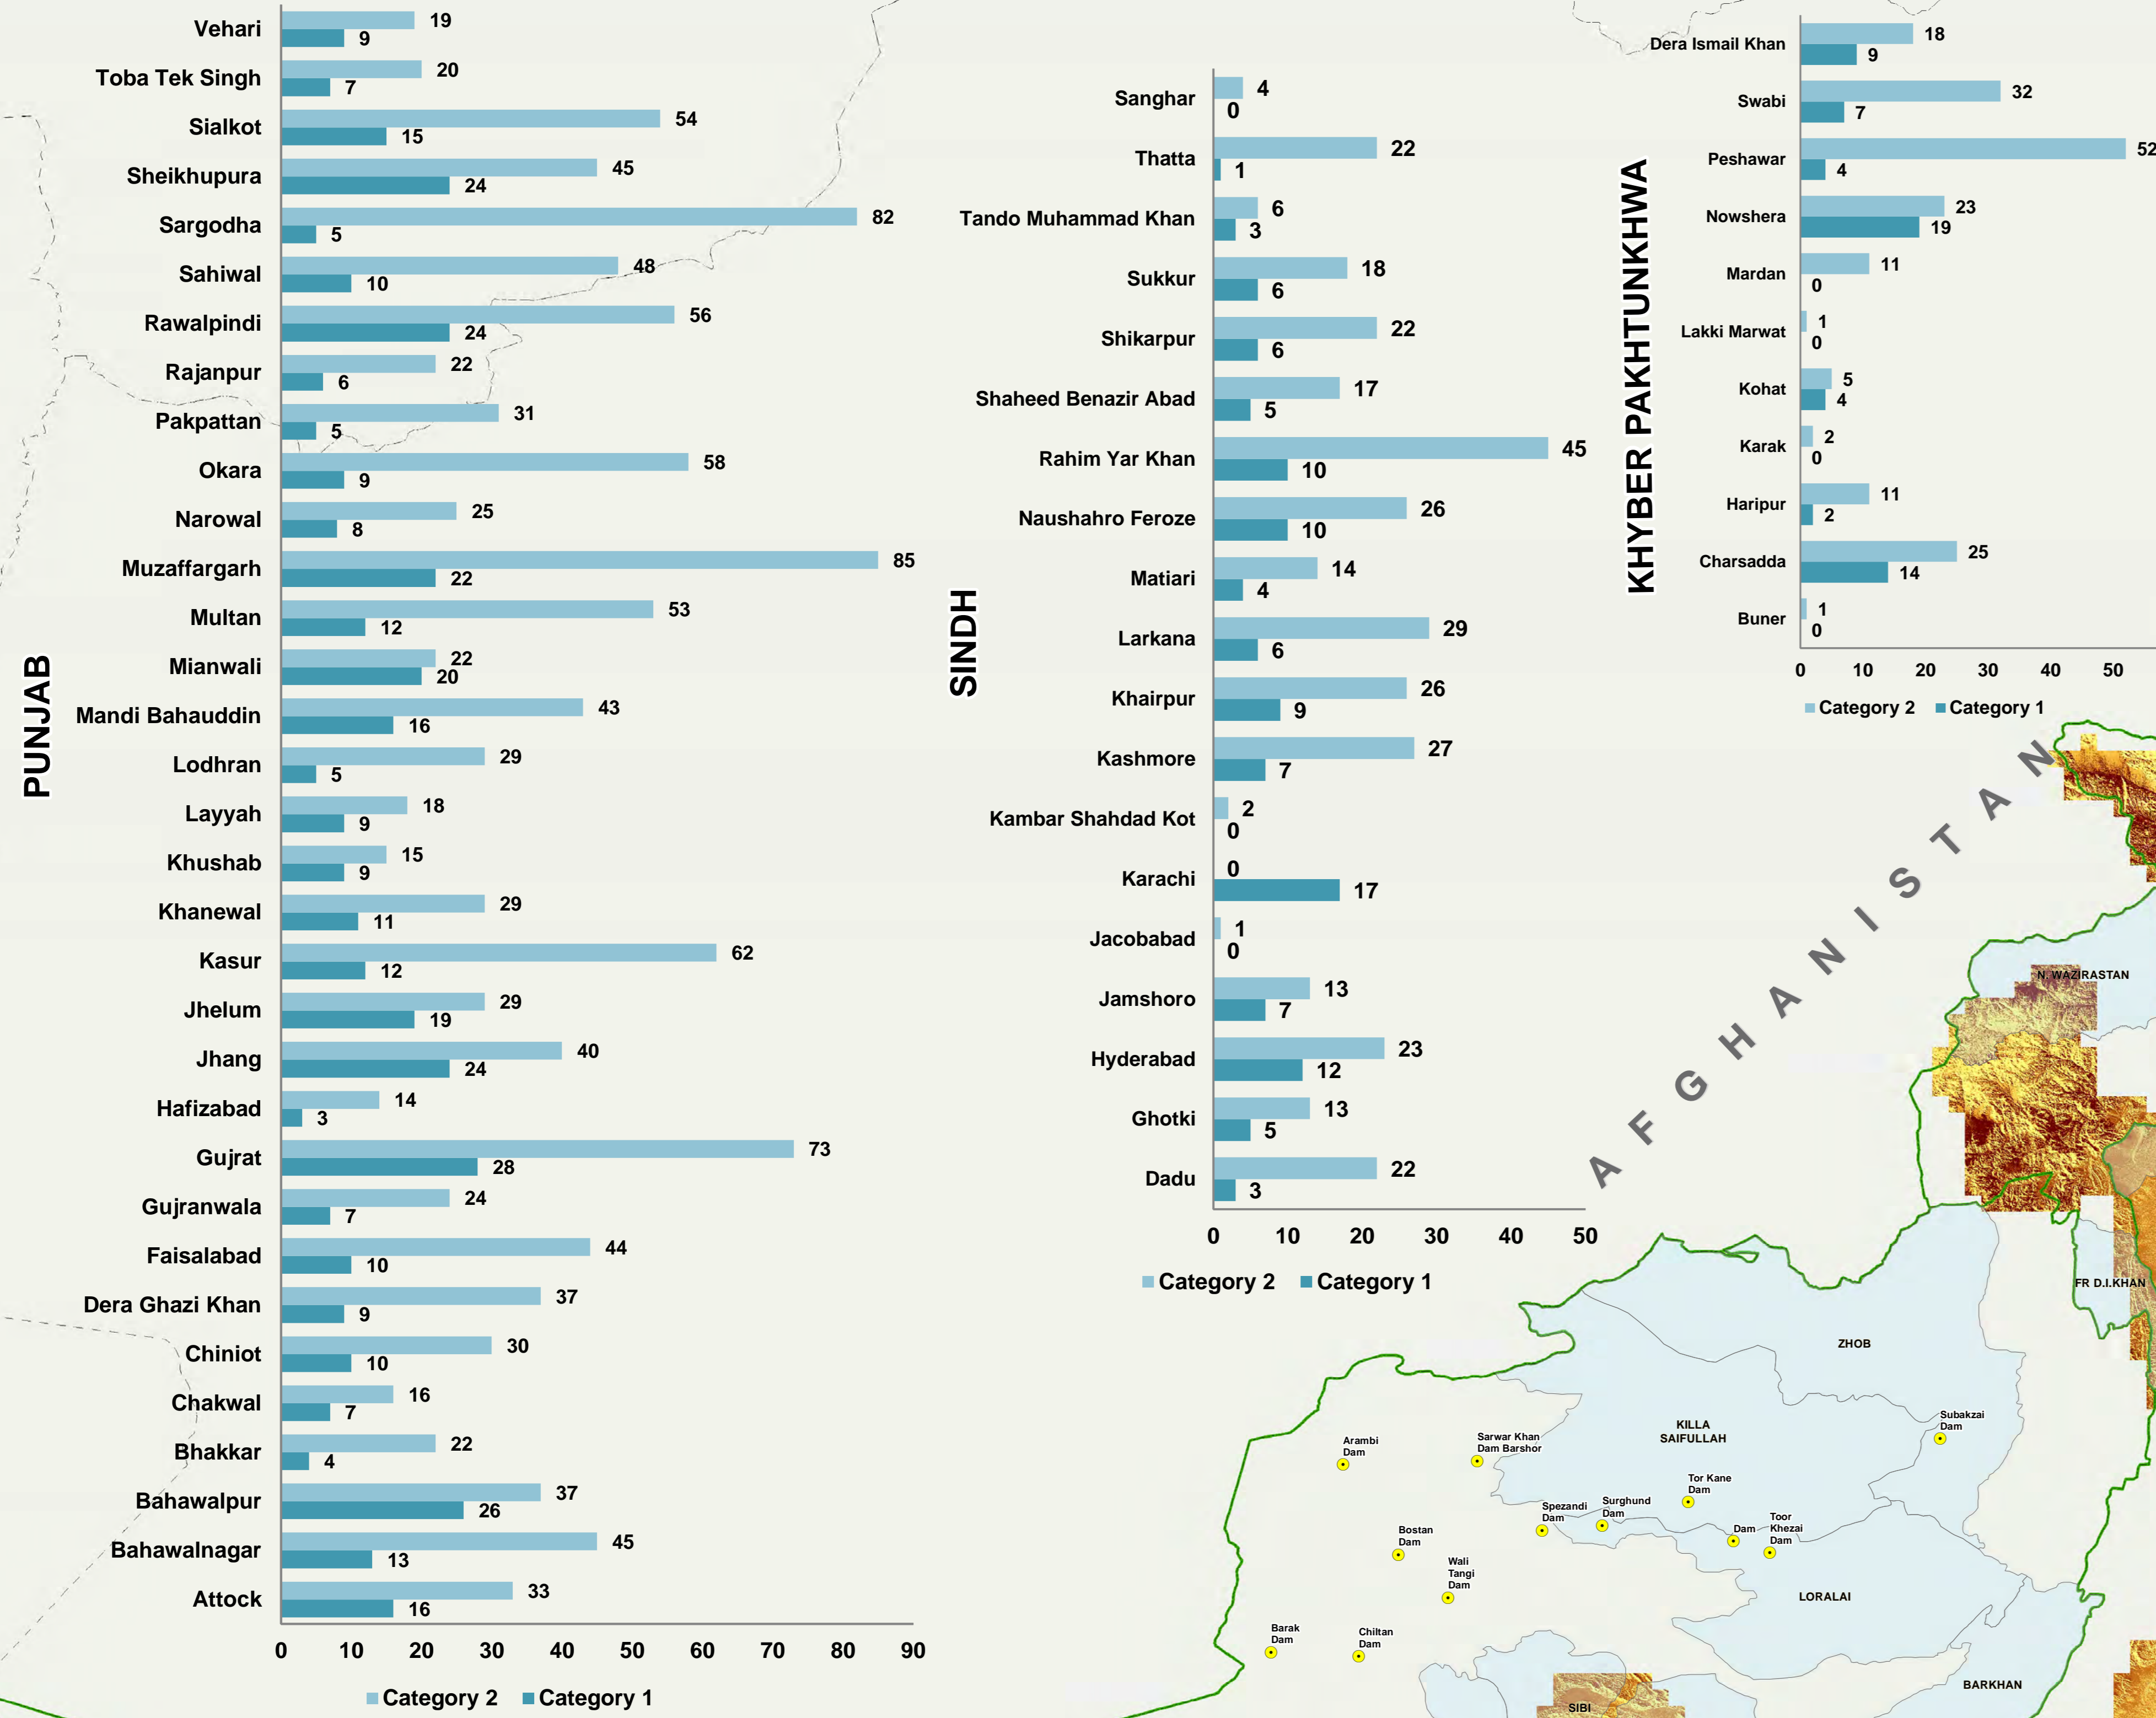 PUNJAB
Vehari 19 9
Toba Tek Singh 20 7
Sialkot 54 15
Sheikhupura 45 24
Sargodha 82 5
Sahiwal 48 10
Rawalpindi 56 24
Rajanpur 22 6
Pakpattan 31 5
Okara 58 9
Narowal 25 8
Muzaffargarh 85 22
Multan 53 12
Mianwali 22 20
Mandi Bahauddin 43 16
Lodhran 29 5
Layyah 18 9
Khushab 15 9
Khanewal 29 11
Kasur 62 12
Jhelum 29 19
Jhang 40 24
Hafizabad 14 3
Gujrat 73 28
Gujranwala 24 7
Faisalabad 44 10
Dera Ghazi Khan 37 9
Chiniot 30 10
Chakwal 16 7
Bhakkar 22 4
Bahawalpur 37 26
Bahawalnagar 45 13
Attock 33 16
0 10 20 30 40 50 60 70 80 90
Category 2 Category 1
SINDH
Sanghar 4 0
Thatta 22 1
Tando Muhammad Khan 6 3
Sukkur 18 6
Shikarpur 22 6
Shaheed Benazir Abad 17 5
Rahim Yar Khan 45 10
Naushahro Feroze 26 10
Matiari 14 4
Larkana 29 6
Khairpur 26 9
Kashmore 27 7
Kambar Shahdad Kot 2 0
Karachi 0 17
Jacobabad 1 0
Jamshoro 13 7
Hyderabad 23 12
Ghotki 13 5
Dadu 22 3
0 10 20 30 40 50
Category 2 Category 1
KHYBER PAKHTUNKHWA
Dera Ismail Khan 18 9
Swabi 32 7
Peshawar 52 4
Nowshera 23 19
Mardan 11 0
Lakki Marwat 1 0
Kohat 5 4
Karak 2 0
Haripur 11 2
Charsadda 25 14
Buner 1 0
0 10 20 30 40 50
Category 2 Category 1
AFGHANISTAN
N. WAZIRASTAN
FR D.I.KHAN
ZHOB
KILLA
SAIFULLAH
Subakzai
Dam
Arambi
Dam
Sarwar Khan
Dam Barshor
Tor Kane
Dam
Spezandi
Dam
Surghund
Dam
Dam
Toor
Khezai
Dam
Bostan
Dam
Wali
Tangi
Dam
LORALAI
Barak
Dam
Chiltan
Dam
BARKHAN
SIBI